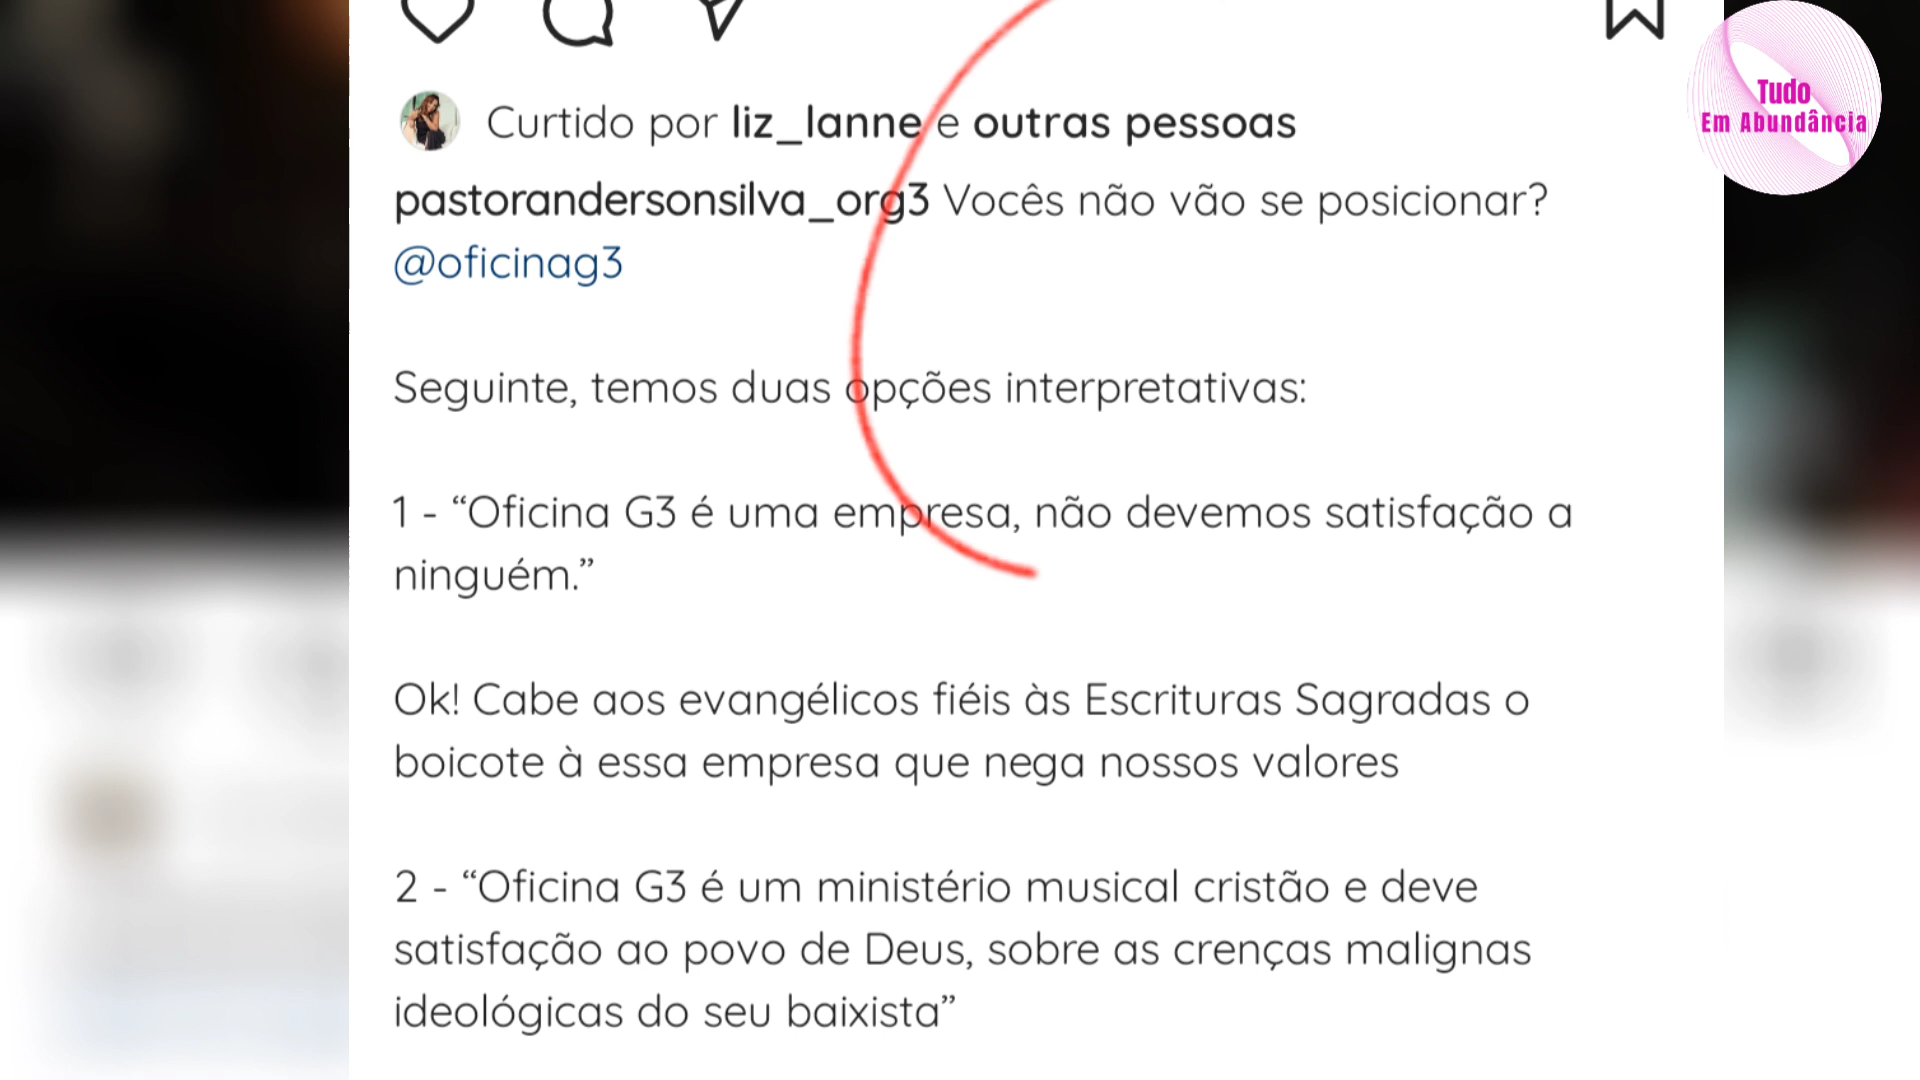 Tudo
Em Abundância
Curtido por liz_lanne e outras pessoas
pastorandersonsilva_org3 Vocês não vão se posicionar?
@oficinag3
Seguinte, temos duas opções interpretativas:
1 - “Oficina G3 é uma empresa, não devemos satisfação a
ninguém.”
Ok! Cabe aos evangélicos fiéis às Escrituras Sagradas o
boicote à essa empresa que nega nossos valores
2 - “Oficina G3 é um ministério musical cristão e deve
satisfação ao povo de Deus, sobre as crenças malignas
ideológicas do seu baixista”